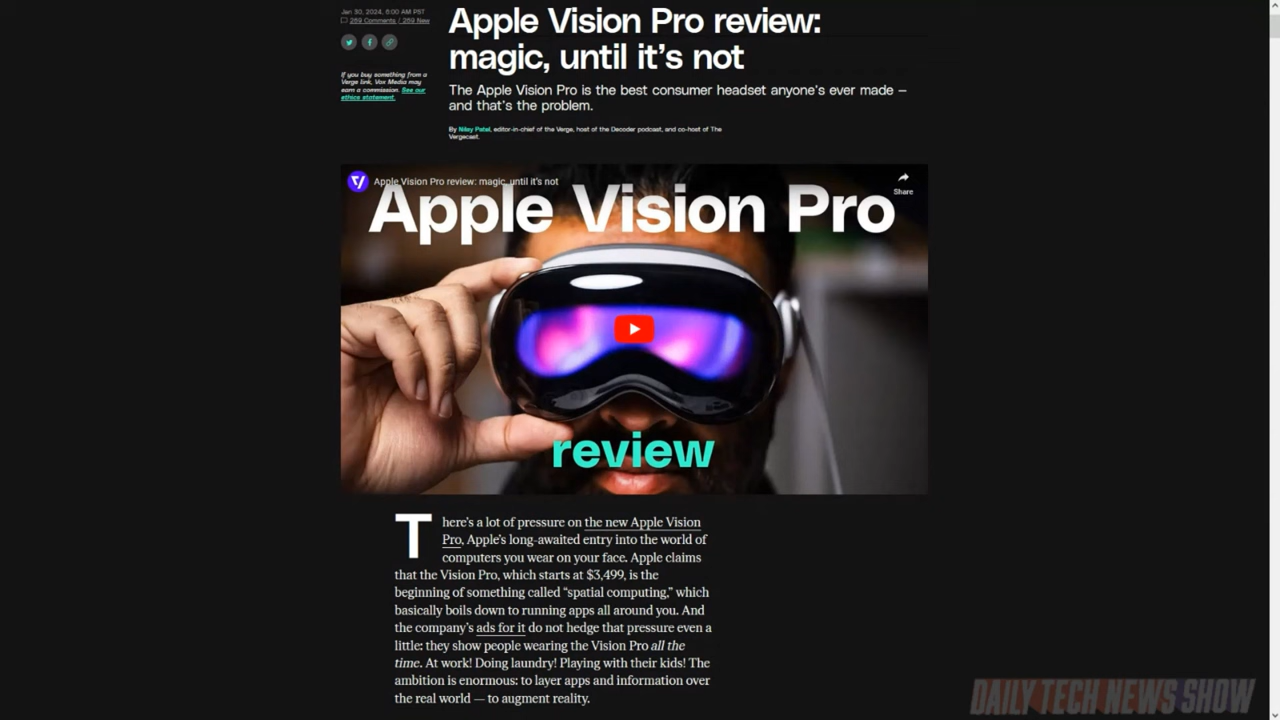 Jan 30, 2024, 6:00 AM PST
269 Comments / 269 New
If you buy something from a
Verge link, Vox Media may
earn a commission. See our
ethics statement.
Apple Vision Pro review:
magic, until it's not
The Apple Vision Pro is the best consumer headset anyone's ever made —
and that's the problem.
By Nilay Patel, editor-in-chief of the Verge, host of the Decoder podcast, and co-host of The
Vergecast.
Apple Vision Pro review: magic, until it's not
Share
Apple Vision Pro
review
There's a lot of pressure on the new Apple Vision
Pro, Apple's long-awaited entry into the world of
computers you wear on your face. Apple claims
that the Vision Pro, which starts at $3,499, is the
beginning of something called “spatial computing,” which
basically boils down to running apps all around you. And
the company's ads for it do not hedge that pressure even a
little: they show people wearing the Vision Pro all the
time. At work! Doing laundry! Playing with their kids! The
ambition is enormous: to layer apps and information over
the real world — to augment reality.
DAILY TECH NEWS SHOW